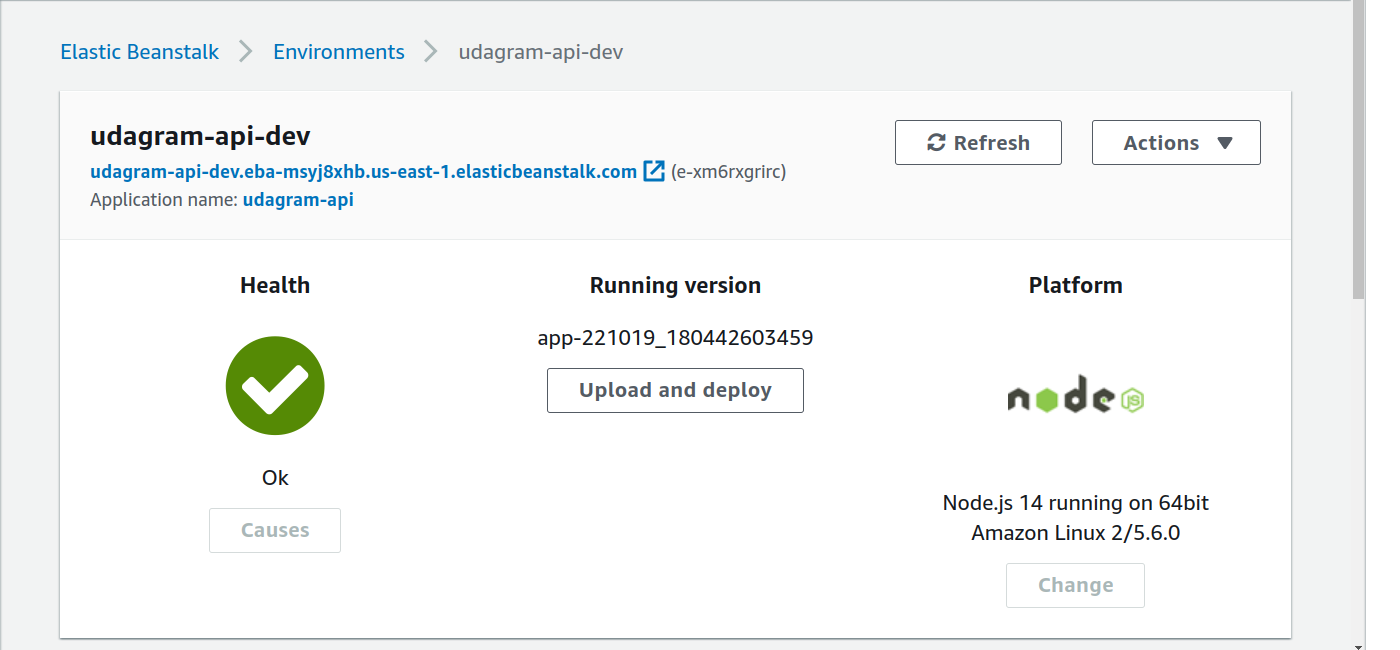 Elastic Beanstalk > Environments > udagram-api-dev
udagram-api-dev
udagram-api-dev.eba-msyj8xhb.us-east-1.elasticbeanstalk.com (e-xm6rxgrirc)
Application name: udagram-api
Refresh
Actions
Health
Ok
Causes
Running version
app-221019_180442603459
Upload and deploy
Platform
node JS
Node.js 14 running on 64bit
Amazon Linux 2/5.6.0
Change